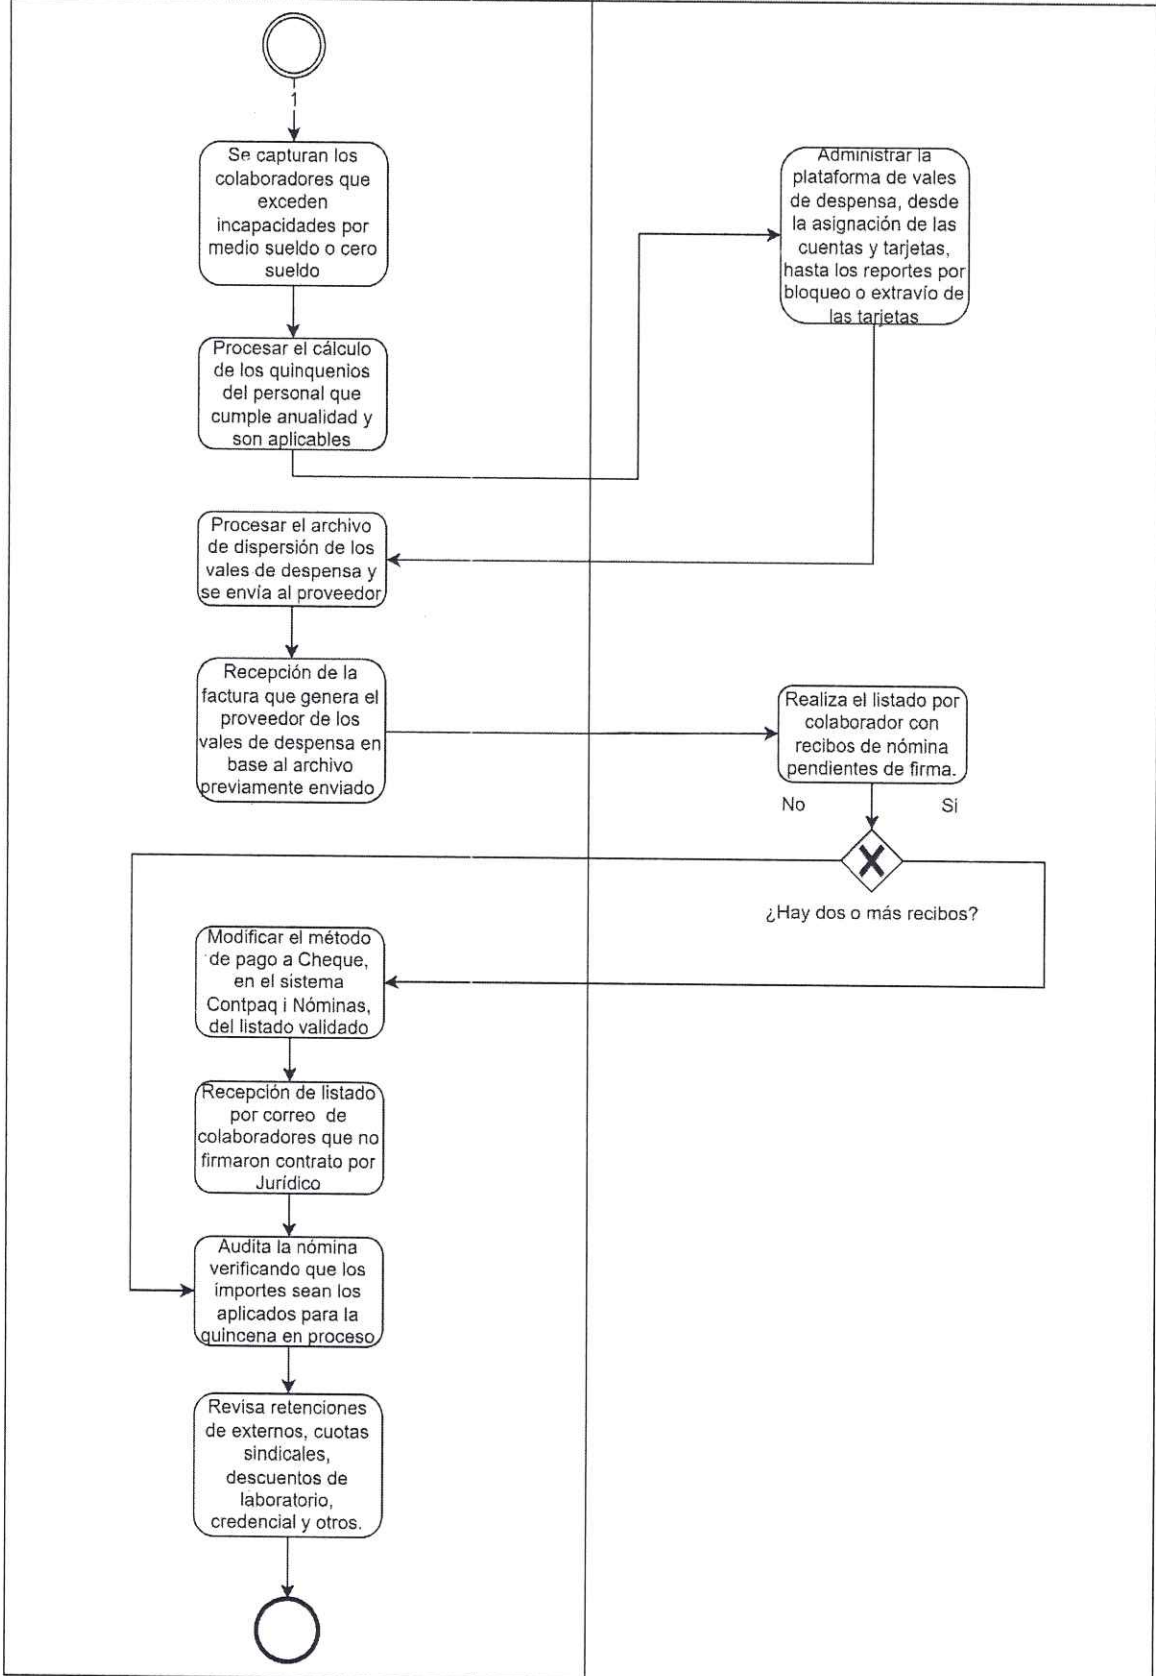 1
Se capturan los
colaboradores que
exceden
incapacidades por
medio sueldo o cero
sueldo
Administrar la
plataforma de vales
de despensa, desde
la asignación de las
cuentas y tarjetas,
hasta los reportes por
bloqueo o extravío de
las tarjetas
Procesar el cálculo
de los quinquenios
del personal que
cumple anualidad y
son aplicables
Procesar el archivo
de dispersión de los
vales de despensa y
se envía al proveedor
Recepción de la
factura que genera el
proveedor de los
vales de despensa en
base al archivo
previamente enviado
Realiza el listado por
colaborador con
recibos de nómina
pendientes de firma.
No
Si
¿Hay dos o más recibos?
Modificar el método
de pago a Cheque,
en el sistema
Contpaq i Nóminas,
del listado validado
Recepción de listado
por correo de
colaboradores que no
firmaron contrato por
Jurídico
Audita la nómina
verificando que los
importes sean los
aplicados para la
quincena en proceso
Revisa retenciones
de externos, cuotas
sindicales,
descuentos de
laboratorio,
credencial y otros.